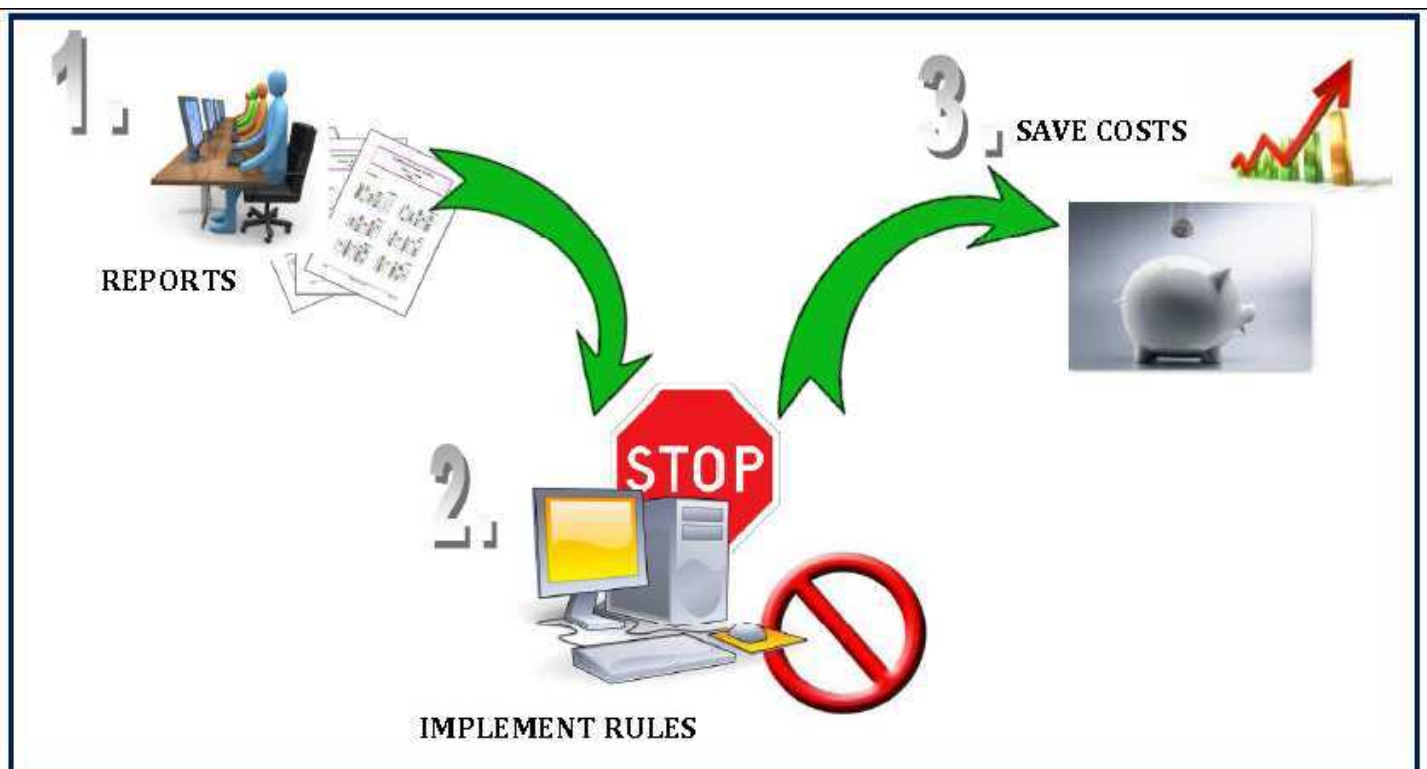 1.
REPORTS
2.
STOP
IMPLEMENT RULES
3.
SAVE COSTS